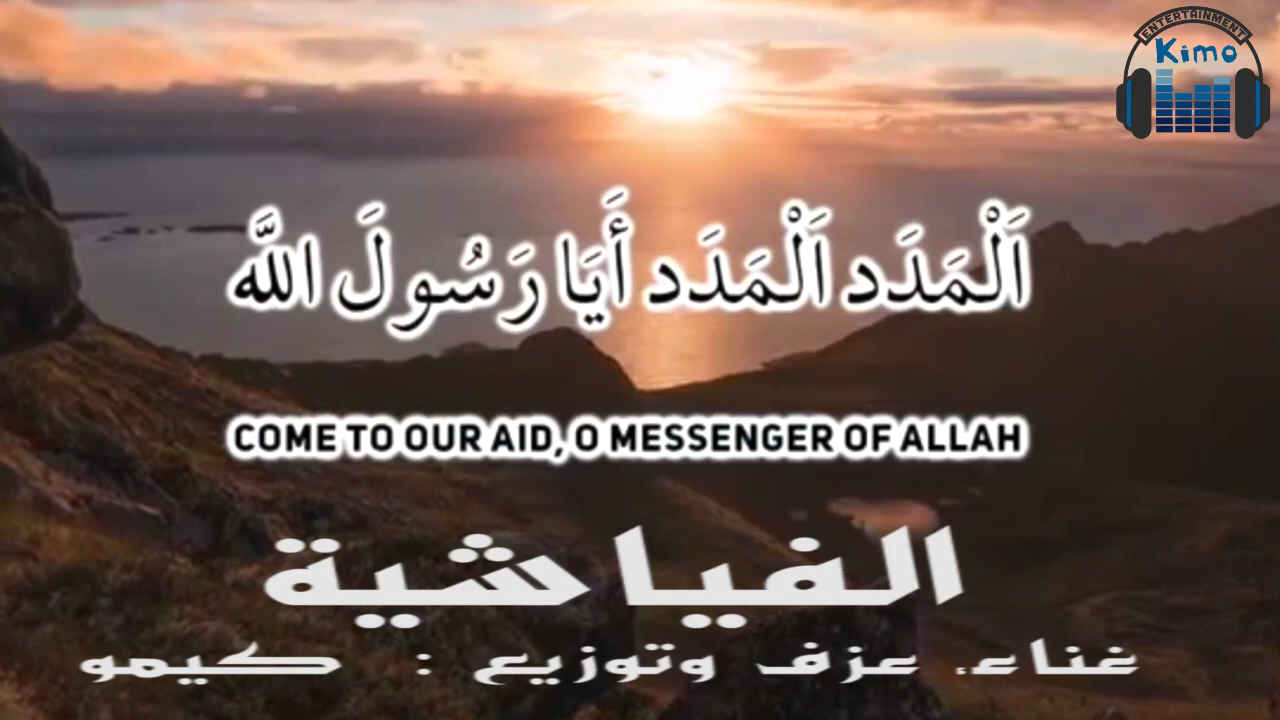 ENTERTAINMENT
Kimo
اَلْمَدَد اَلْمَدَد أَيَا رَسُولَ اللَّه
COME TO OUR AID, O MESSENGER OF ALLAH
الفياشية
غناء، عزف وتوزيع : كيمو